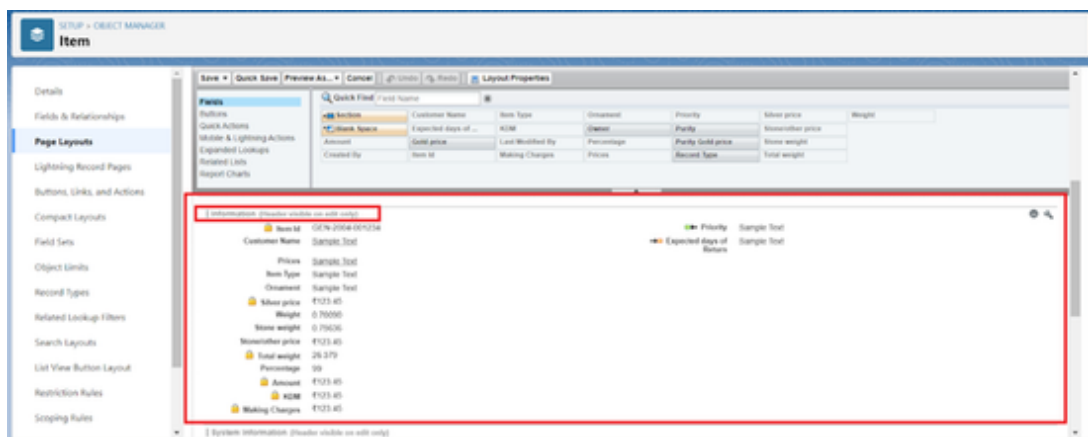 SETUP > OBJECT MANAGER
Item
Details
Fields & Relationships
Page Layouts
Lightning Record Pages
Buttons, Links, and Actions
Compact Layouts
Field Sets
Object Limits
Record Types
Related Lookup Filters
Search Layouts
List View Button Layout
Restriction Rules
Scoping Rules
Save Quick Save Preview As... Cancel Undo Redo Layout Properties
Fields
Buttons
Quick Actions
Mobile & Lightning Actions
Expanded Lookups
Related Lists
Report Charts
Quick Find Field Name
Section Customer Name Item Type Ornament Priority Silver price Weight
Blank Space Expected days of ... KDM Owner Purity Stone/other price
Amount Gold price Last Modified By Percentage Purity Gold price Stone weight
Created By Item Id Making Charges Prices Record Type Total weight
Information (Header visible on edit only)
Item Id GEN-2004-001234 Priority Sample Text
Customer Name Sample Text Expected days of Return Sample Text
Prices Sample Text
Item Type Sample Text
Ornament Sample Text
Silver price ₹123.45
Weight
Stone weight
Stone/other price ₹123.45
Total weight 26.379
Percentage 99
Amount ₹123.45
KDM ₹123.45
Making Charges ₹123.45
System Information (Header visible on edit only)